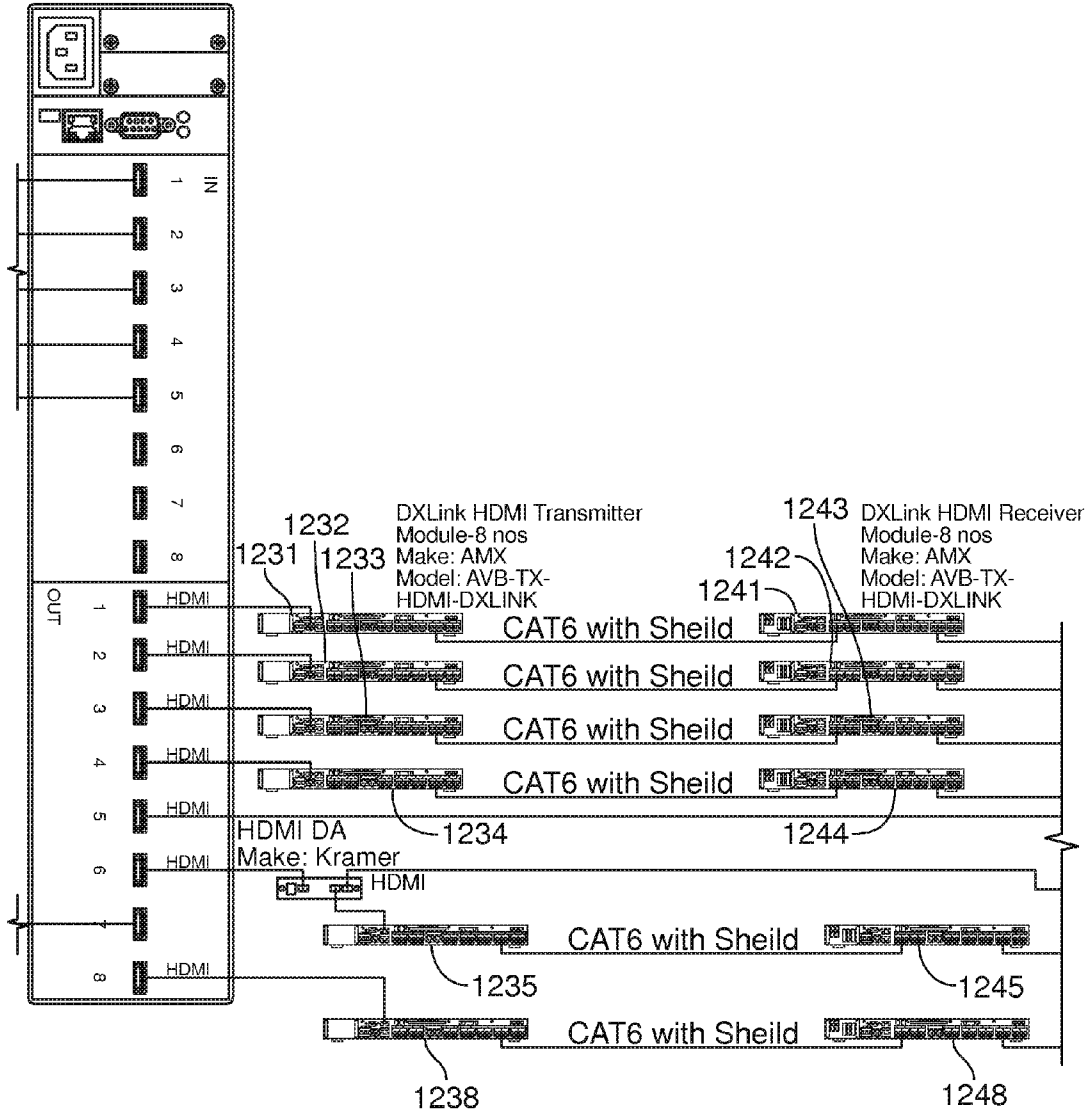 IN
1
2
3
4
5
6
7
8
OUT
1 HDMI
2 HDMI
3 HDMI
4 HDMI
5 HDMI
6 HDMI
7
8 HDMI
1231
1232
1233
DXLink HDMI Transmitter
Module-8 nos
Make: AMX
Model: AVB-TX-
HDMI-DXLINK
1241
1242
1243
DXLink HDMI Receiver
Module-8 nos
Make: AMX
Model: AVB-TX-
HDMI-DXLINK
CAT6 with Sheild
CAT6 with Sheild
CAT6 with Sheild
CAT6 with Sheild
1234
1244
HDMI DA
Make: Kramer
HDMI
CAT6 with Sheild
1235
1245
CAT6 with Sheild
1238
1248